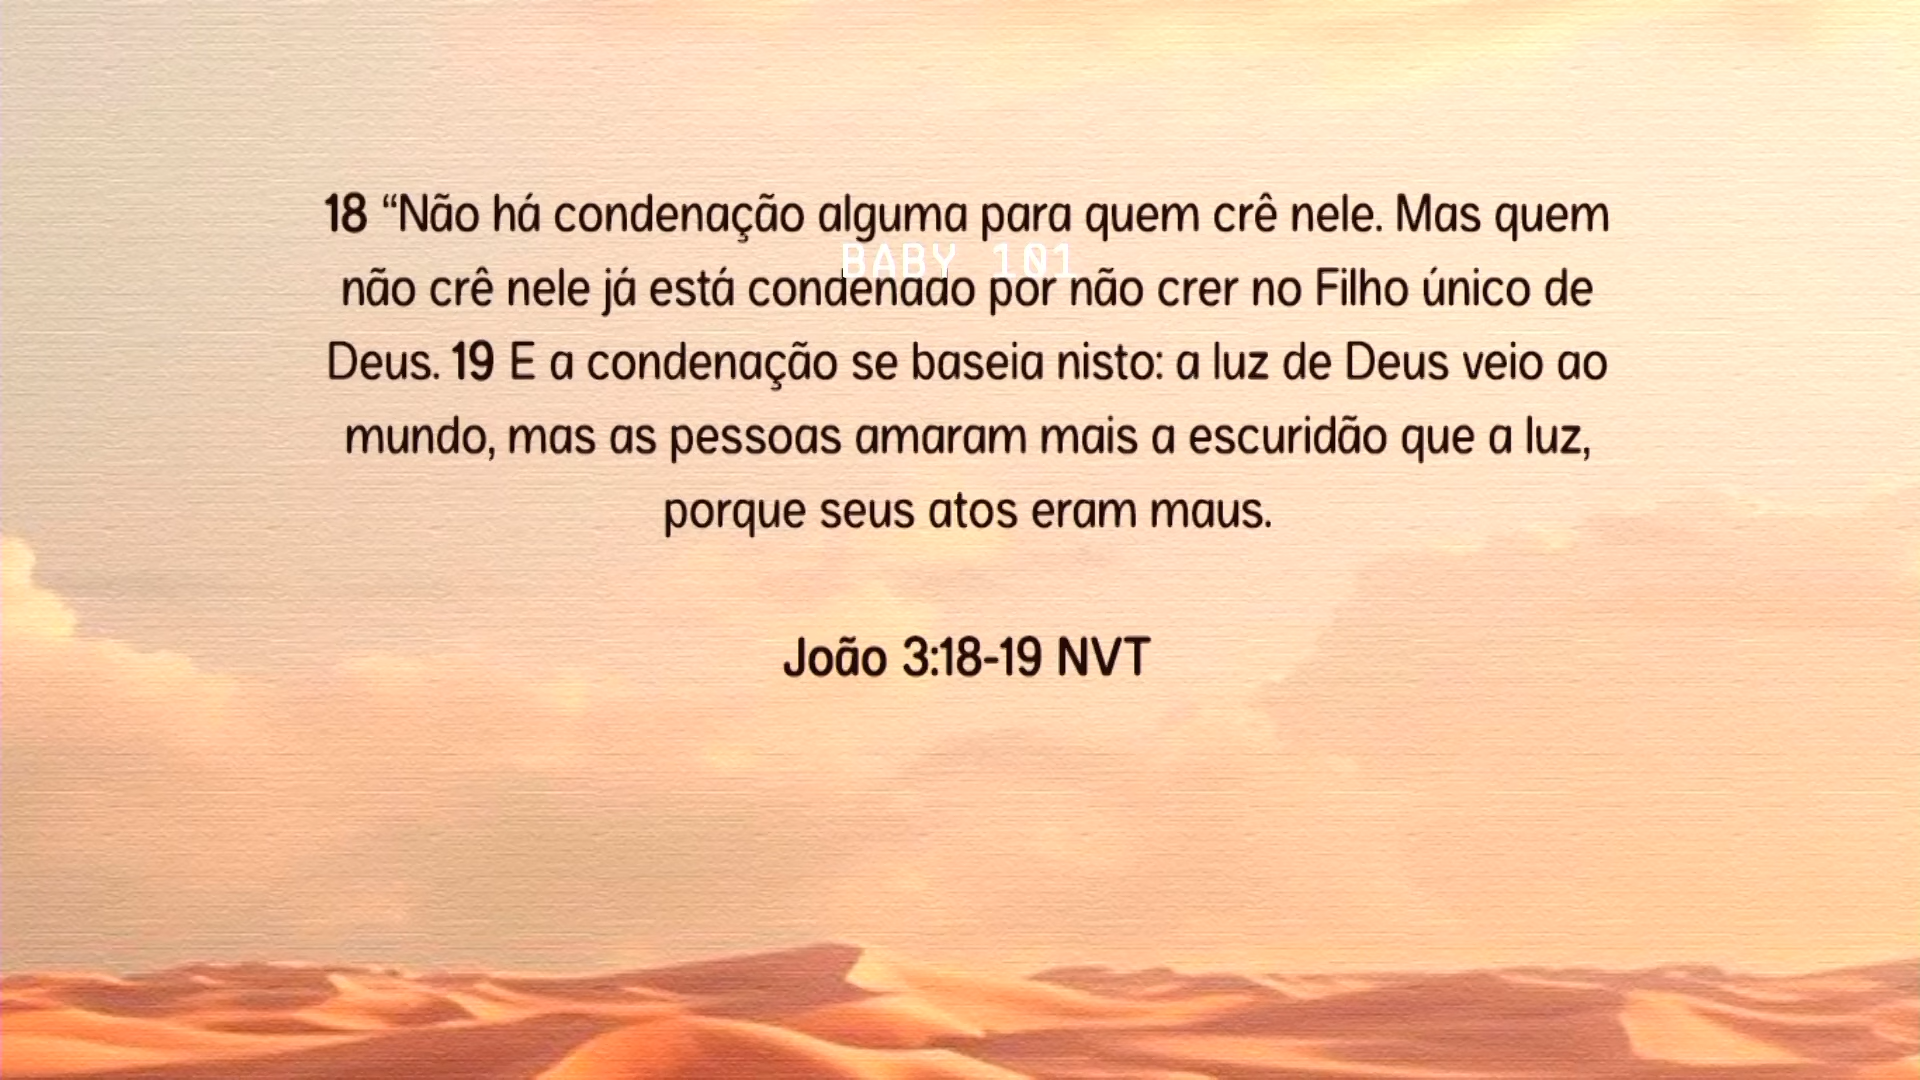 18 “Não há condenação alguma para quem crê nele. Mas quem
BABY 101
não crê nele já está condenado por não crer no Filho único de
Deus. 19 E a condenação se baseia nisto: a luz de Deus veio ao
mundo, mas as pessoas amaram mais a escuridão que a luz,
porque seus atos eram maus.
João 3:18-19 NVT